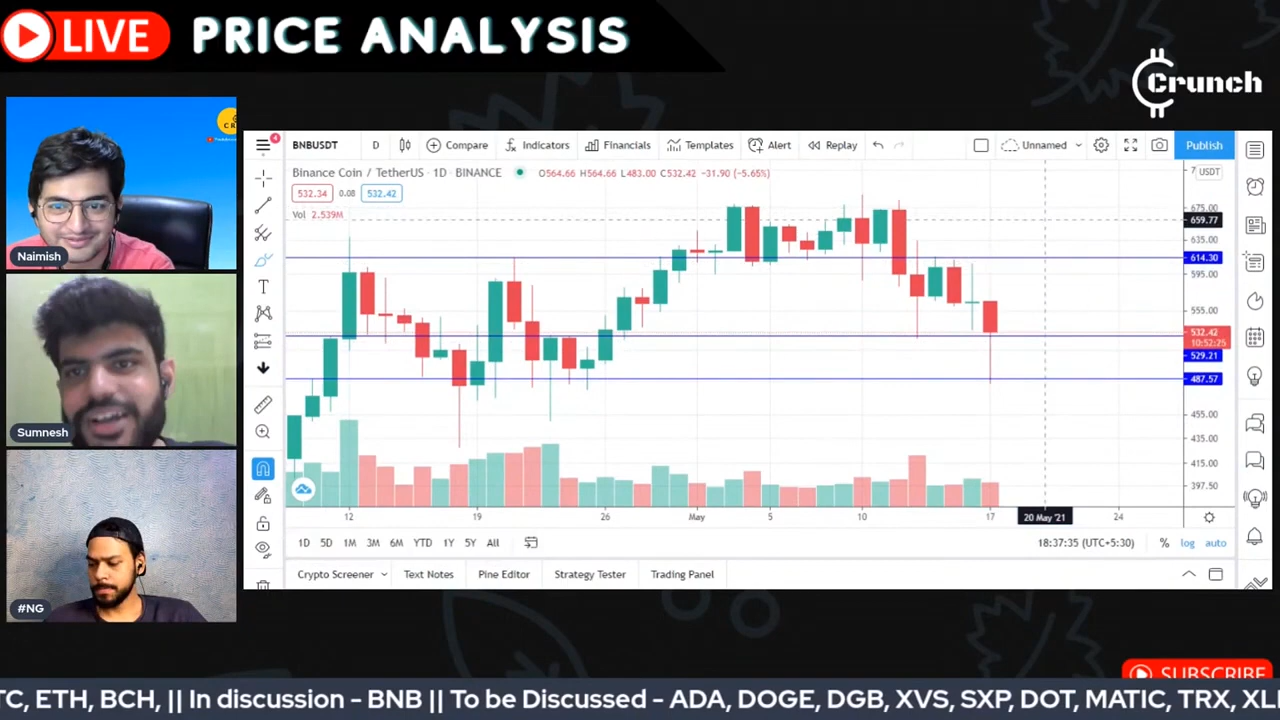 LIVE PRICE ANALYSIS
Crunch
Naimish
Sumnesh
#NG
4
BNBUSDT D Compare Indicators Financials Templates Alert Replay Unnamed Publish
Binance Coin / TetherUS · 1D · BINANCE O564.66 H564.66 L483.00 C532.42 -31.90 (-5.65%)
USDT
532.34 0.08 532.42
Vol 2.539M
675.00
659.77
635.00
614.30
595.00
555.00
532.42
10:52:25
529.21
487.57
455.00
435.00
415.00
397.50
12 19 26 May 5 10 17 20 May '21 24
1D 5D 1M 3M 6M YTD 1Y 5Y All 18:37:35 (UTC+5:30) % log auto
Crypto Screener Text Notes Pine Editor Strategy Tester Trading Panel
SUBSCRIBE
TC, ETH, BCH, || In discussion - BNB || To be Discussed - ADA, DOGE, DGB, XVS, SXP, DOT, MATIC, TRX, XL